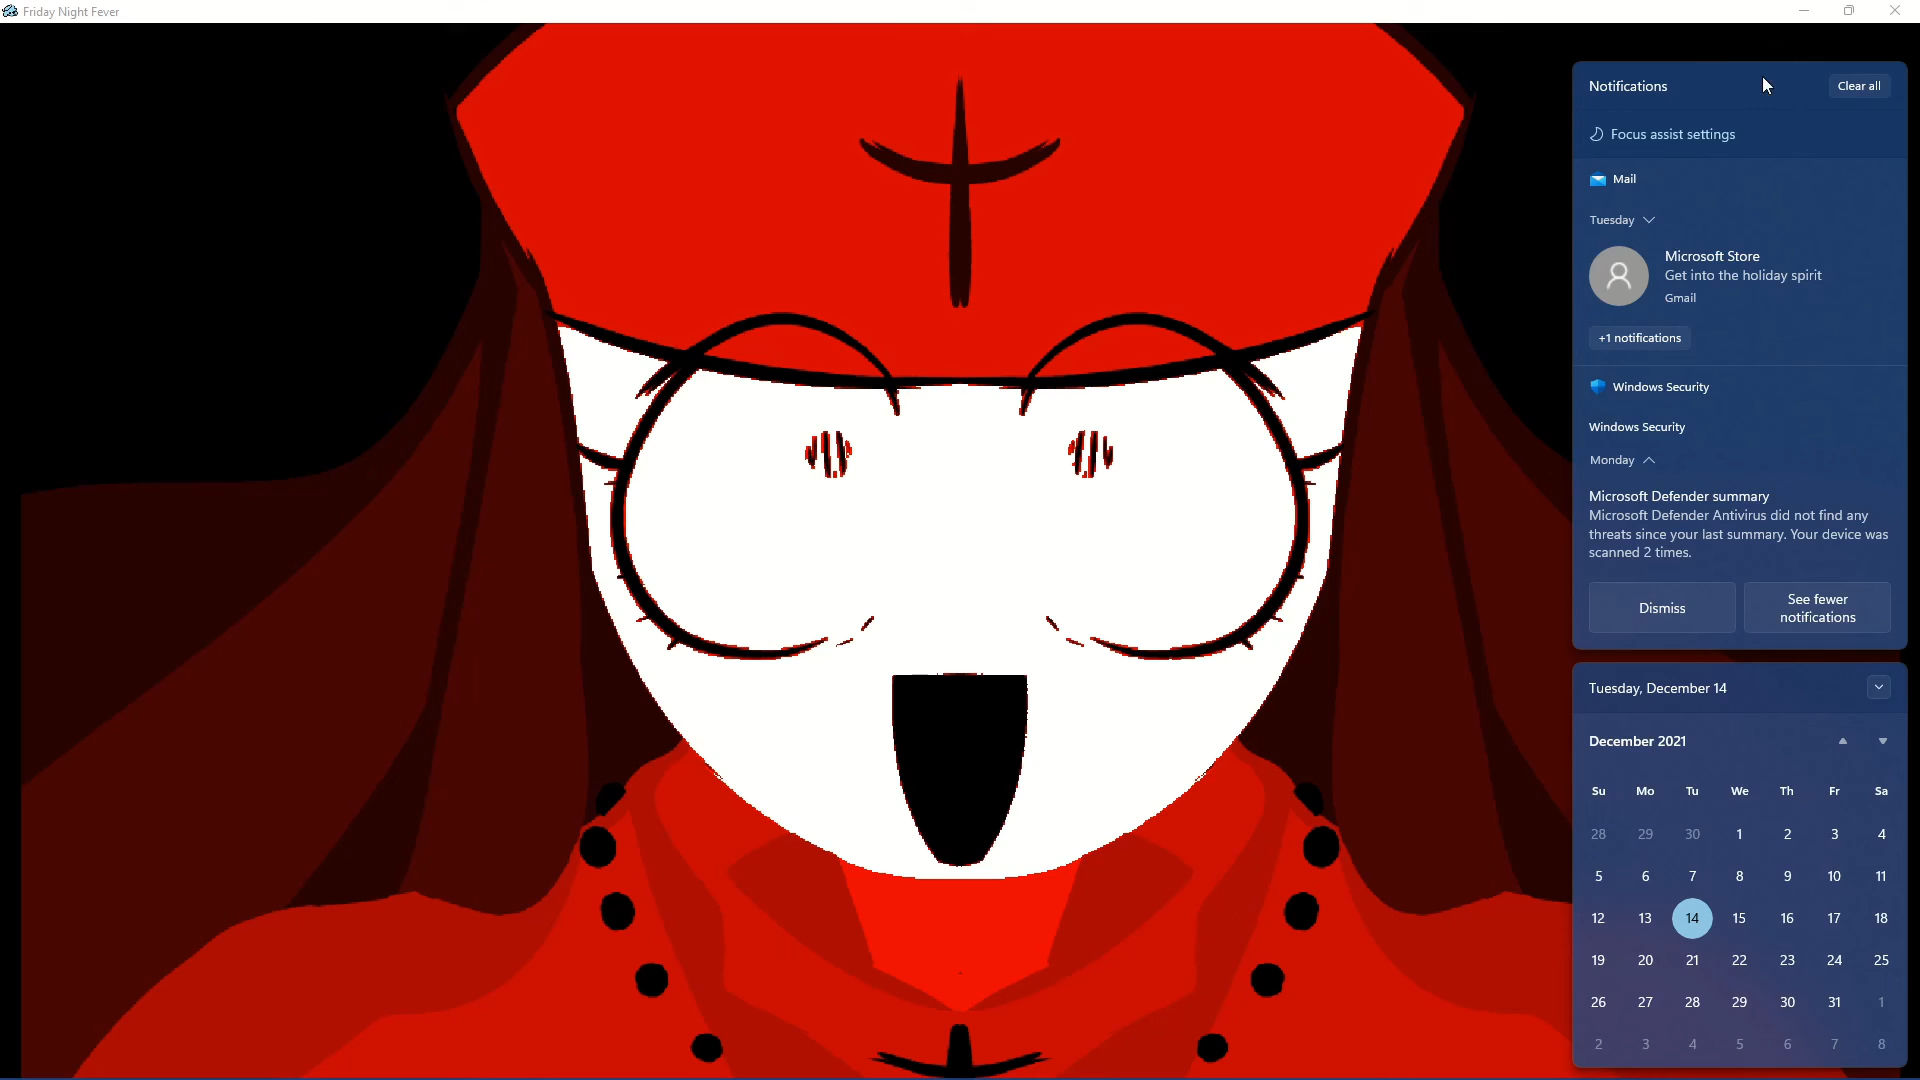 Friday Night Fever
Notifications
Clear all
Focus assist settings
Mail
Tuesday
Microsoft Store
Get into the holiday spirit
Gmail
+1 notifications
Windows Security
Windows Security
Monday
Microsoft Defender summary
Microsoft Defender Antivirus did not find any
threats since your last summary. Your device was
scanned 2 times.
Dismiss
See fewer
notifications
Tuesday, December 14
December 2021
Su Mo Tu We Th Fr Sa
28 29 30 1 2 3 4
5 6 7 8 9 10 11
12 13 14 15 16 17 18
19 20 21 22 23 24 25
26 27 28 29 30 31 1
2 3 4 5 6 7 8